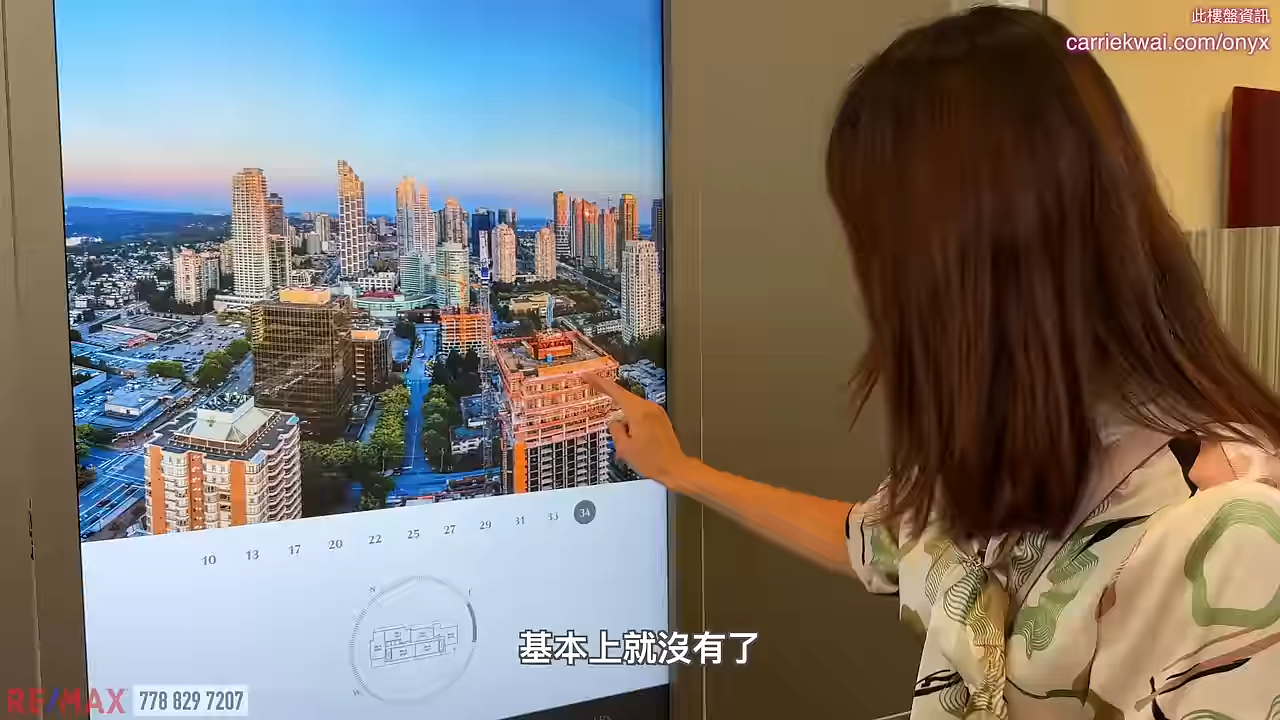 此樓盤資訊
carriekwai.com/onyx
10 13 17 20 22 25 27 29 31 33 34
N
W
基本上就沒有了
RE/MAX 778 829 7207